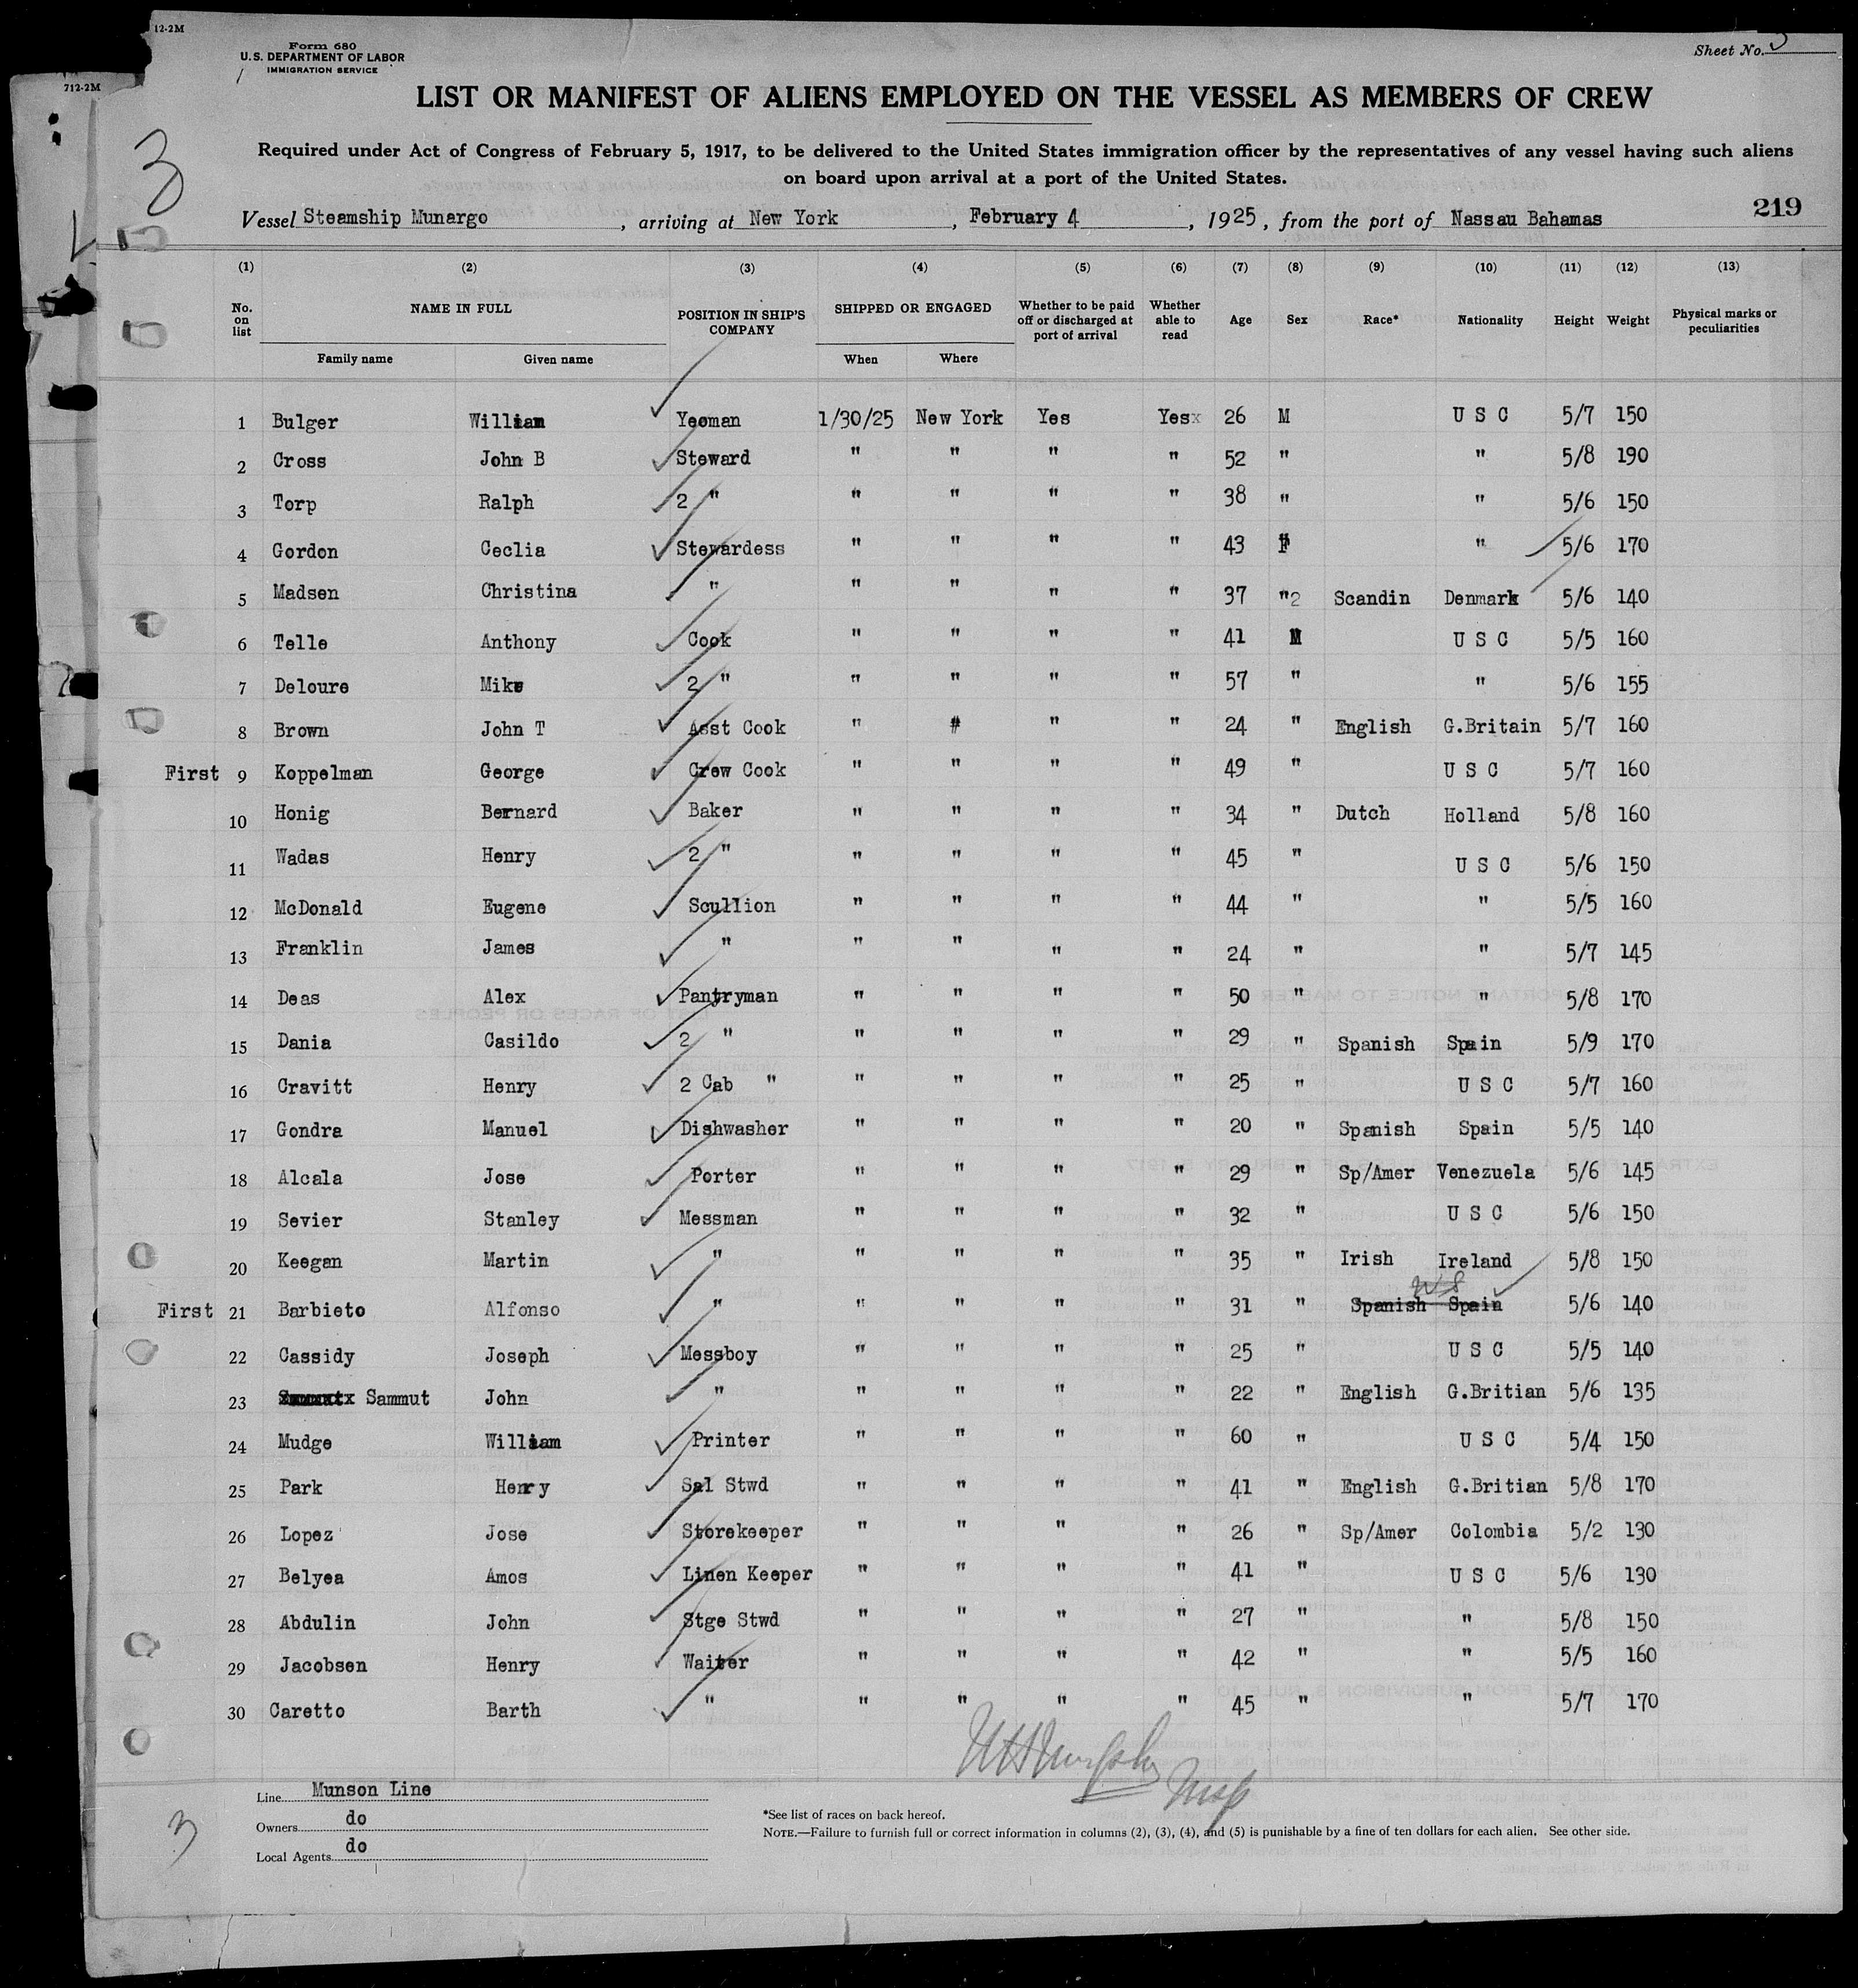 12-2M
712-2M
Form 680
U.S. DEPARTMENT OF LABOR
IMMIGRATION SERVICE
Sheet No. 3
LIST OR MANIFEST OF ALIENS EMPLOYED ON THE VESSEL AS MEMBERS OF CREW
Required under Act of Congress of February 5, 1917, to be delivered to the United States immigration officer by the representatives of any vessel having such aliens
on board upon arrival at a port of the United States.
3
219
Vessel Steamship Munargo, arriving at New York, February 4, 1925, from the port of Nassau Bahamas
(1) (2) (3) (4) (5) (6) (7) (8) (9) (10) (11) (12) (13)
No. on list NAME IN FULL POSITION IN SHIP'S COMPANY SHIPPED OR ENGAGED Whether to be paid off or discharged at port of arrival Whether able to read Age Sex Race* Nationality Height Weight Physical marks or peculiarities
Family name Given name When Where
1 Bulger William Yeoman 1/30/25 New York Yes Yesx 26 M U S C 5/7 150
2 Cross John B Steward " " " " 52 " " 5/8 190
3 Torp Ralph 2 " " " " " 38 " " 5/6 150
4 Gordon Ceclia Stewardess " " " " 43 F " 5/6 170
5 Madsen Christina " " " " " 37 "2 Scandin Denmark 5/6 140
6 Telle Anthony Cook " " " " 41 M U S C 5/5 160
7 Deloure Mike 2 " " " " " 57 " " 5/6 155
8 Brown John T Asst Cook " # " " 24 " English G.Britain 5/7 160
First 9 Koppelman George Crew Cook " " " " 49 " U S C 5/7 160
10 Honig Bernard Baker " " " " 34 " Dutch Holland 5/8 160
11 Wadas Henry 2 " " " " " 45 " U S C 5/6 150
12 McDonald Eugene Scullion " " " " 44 " " 5/5 160
13 Franklin James " " " " " 24 " " 5/7 145
14 Deas Alex Pantryman " " " " 50 " " 5/8 170
15 Dania Casildo 2 " " " " " 29 " Spanish Spain 5/9 170
16 Cravitt Henry 2 Cab " " " " " 25 " U S C 5/7 160
17 Gondra Manuel Dishwasher " " " " 20 " Spanish Spain 5/5 140
18 Alcala Jose Porter " " " " 29 " Sp/Amer Venezuela 5/6 145
19 Sevier Stanley Messman " " " " 32 " U S C 5/6 150
20 Keegan Martin " " " " " 35 " Irish Ireland 5/8 150
First 21 Barbieto Alfonso " " " " " 31 " Spanish Spain 5/6 140
22 Cassidy Joseph Messboy " " " " 25 " U S C 5/5 140
23 Sammut John " " " " " 22 " English G.Britian 5/6 135
24 Mudge William Printer " " " " 60 " U S C 5/4 150
25 Park Henry Sal Stwd " " " " 41 " English G.Britian 5/8 170
26 Lopez Jose Storekeeper " " " " 26 " Sp/Amer Colombia 5/2 130
27 Belyea Amos Linen Keeper " " " " 41 " U S C 5/6 130
28 Abdulin John Stge Stwd " " " " 27 " " 5/8 150
29 Jacobsen Henry Waiter " " " " 42 " " 5/5 160
30 Caretto Barth " " " " " 45 " " 5/7 170
Line Munson Line
Owners do
Local Agents do
3
*See list of races on back hereof.
NOTE.—Failure to furnish full or correct information in columns (2), (3), (4), and (5) is punishable by a fine of ten dollars for each alien. See other side.